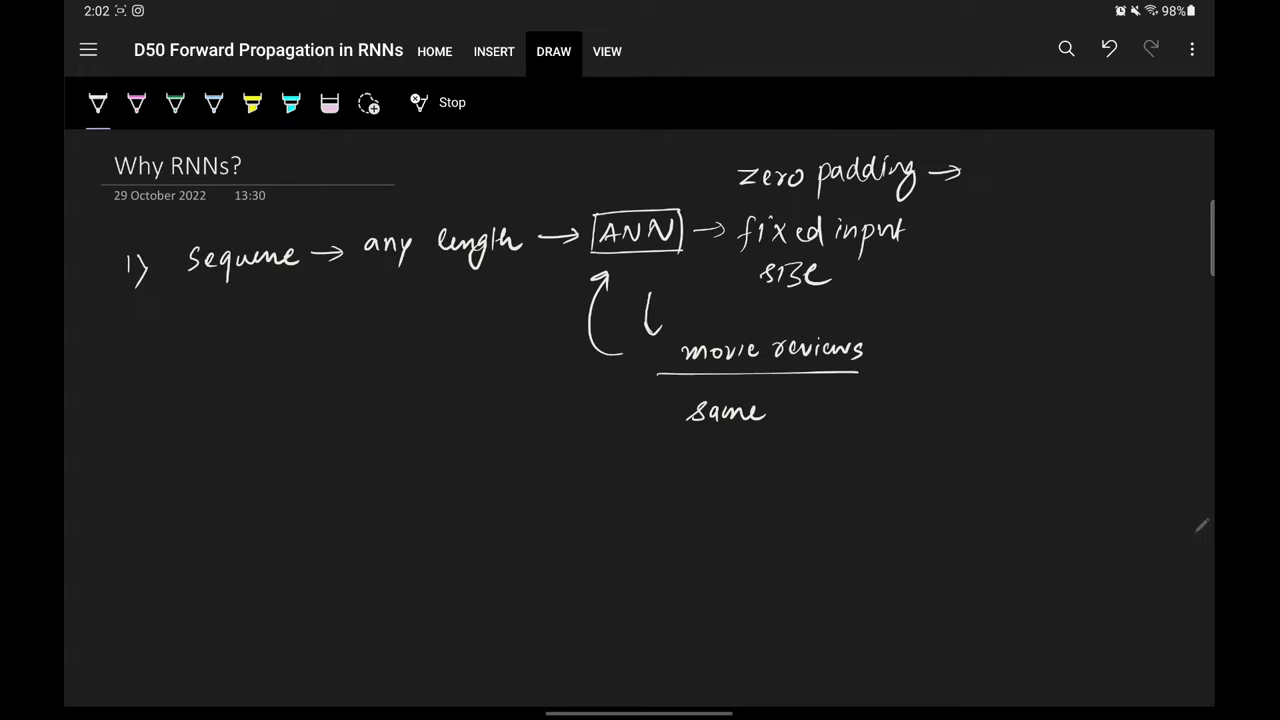 2:02 98%
D50 Forward Propagation in RNNs HOME INSERT DRAW VIEW
Stop
Why RNNs?
29 October 2022 13:30
zero padding →
1) sequene → any length → ANN → fixed input
size
movie reviews
same